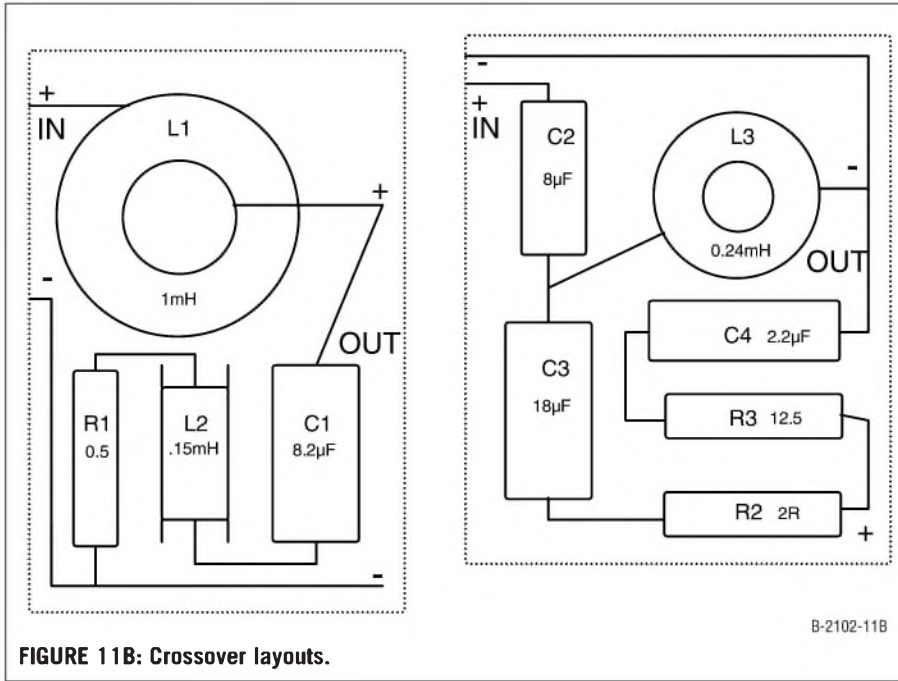 +
IN
L1
+
-
1mH
OUT
R1
0.5
L2
.15mH
C1
8.2µF
-
-
+
IN
C2
8µF
L3
0.24mH
-
OUT
C4 2.2µF
C3
18µF
R3 12.5
R2 2R
+
B-2102-11B
FIGURE 11B: Crossover layouts.